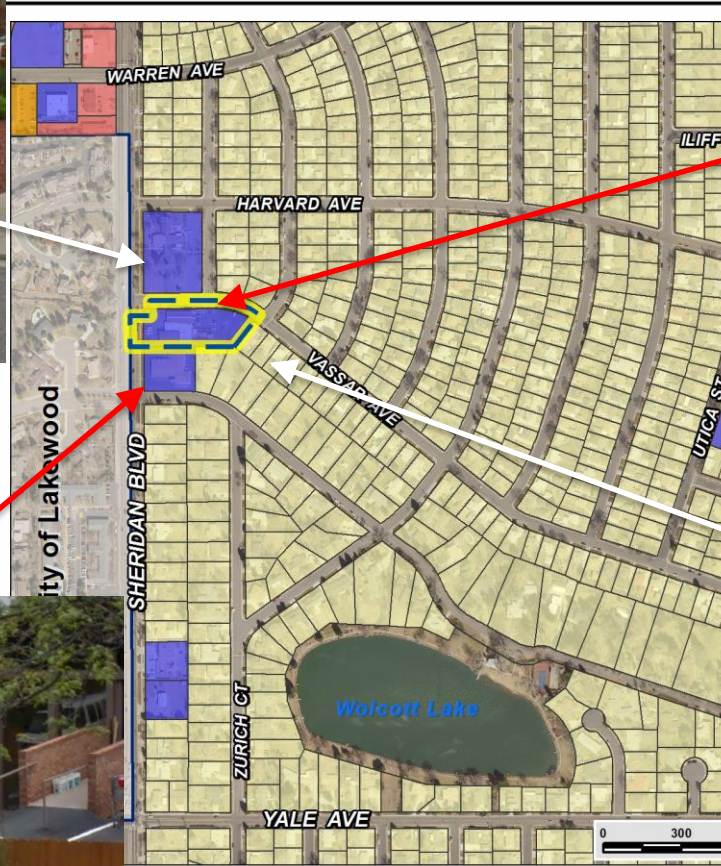 WARREN AVE
ILIFF
HARVARD AVE
VASSAR AVE
UTICA ST
ity of Lakewood
SHERIDAN BLVD
Wolcott Lake
ZURICH CT
YALE AVE
0 300